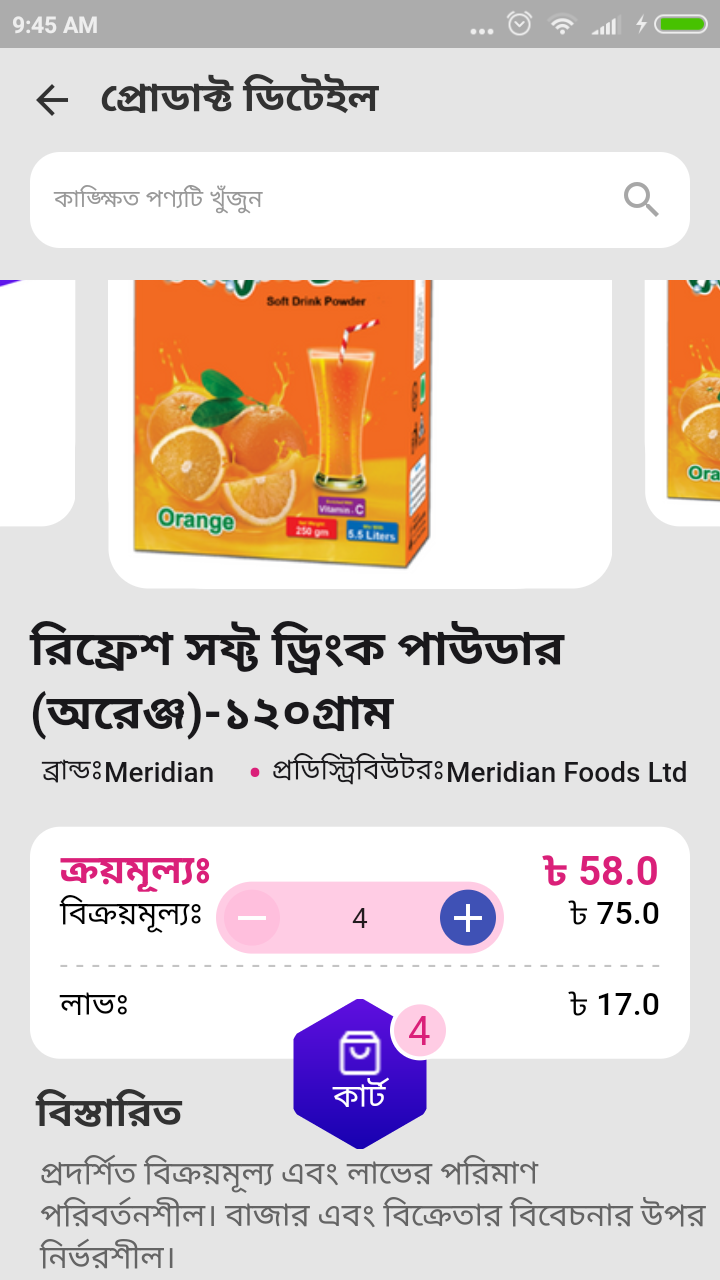 9:45 AM
প্রোডাক্ট ডিটেইল
কাঙ্ক্ষিত পণ্যটি খুঁজুন
Soft Drink Powder
Vitamin - C
Orange
250 gm
5.5 Liters
Ora
রিফ্রেশ সফ্ট ড্রিংক পাউডার
(অরেঞ্জ)-১২০গ্রাম
ব্রান্ডঃMeridian • প্রডিস্ট্রিবিউটরঃMeridian Foods Ltd
ক্রয়মূল্যঃ ৳ 58.0
বিক্রয়মূল্যঃ 4 ৳ 75.0
লাভঃ ৳ 17.0
4
কার্ট
বিস্তারিত
প্রদর্শিত বিক্রয়মূল্য এবং লাভের পরিমাণ
পরিবর্তনশীল। বাজার এবং বিক্রেতার বিবেচনার উপর
নির্ভরশীল।